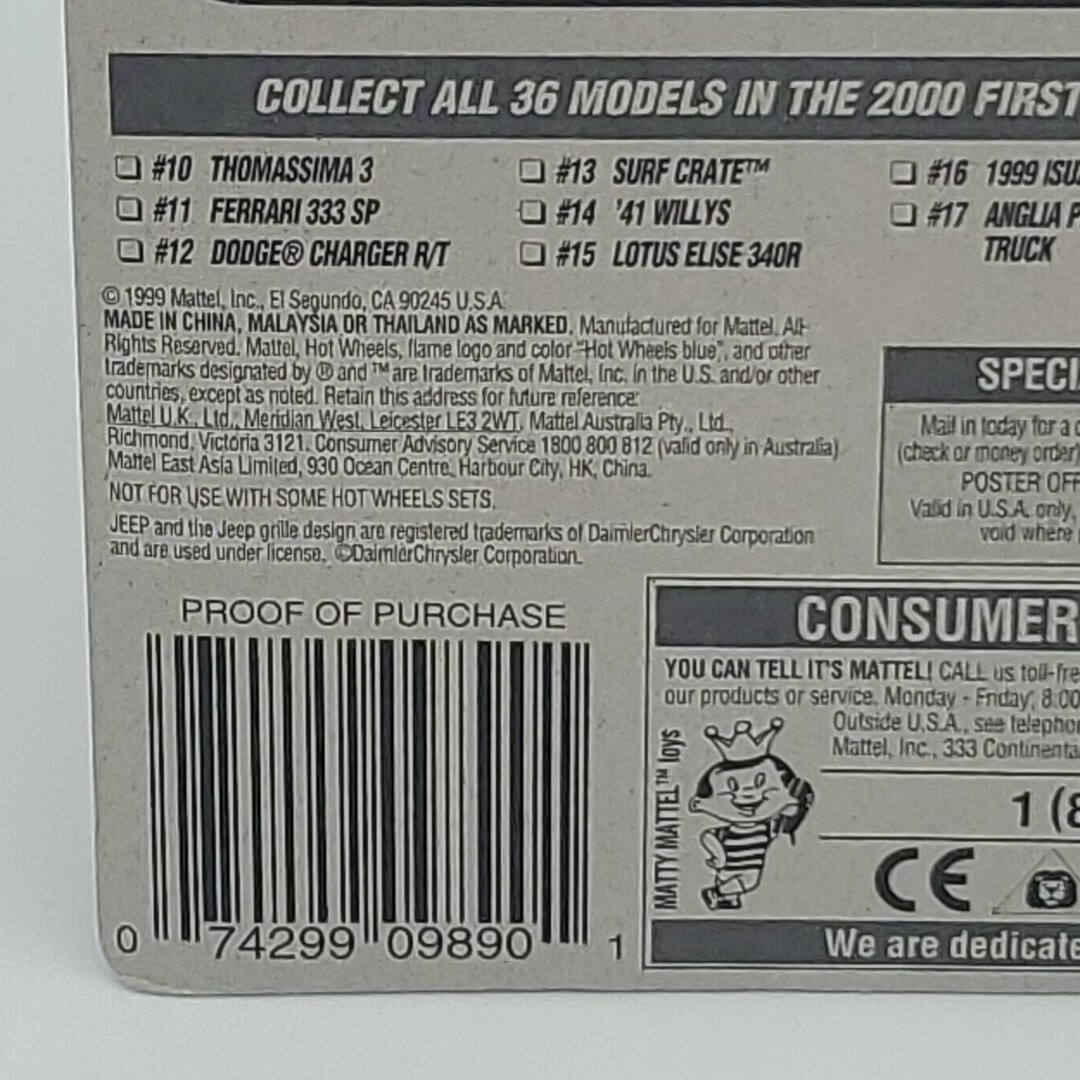 COLLECT ALL 36 MODELS IN THE 2000 FIRST
#10 THOMASSIMA 3
#11 FERRARI 333 SP
#12 DODGE® CHARGER R/T
#13 SURF CRATE™
#14 '41 WILLYS
#15 LOTUS ELISE 340R
#16 1999 ISU
#17 ANGLIA P
TRUCK
© 1999 Mattel, Inc., El Segundo, CA 90245 U.S.A.
MADE IN CHINA, MALAYSIA OR THAILAND AS MARKED. Manufactured for Mattel. All
Rights Reserved. Mattel, Hot Wheels, flame logo and color "Hot Wheels blue", and other
trademarks designated by ® and ™ are trademarks of Mattel, Inc. in the U.S. and/or other
countries, except as noted. Retain this address for future reference:
Mattel U.K. Ltd., Meridian West, Leicester LE3 2WT. Mattel Australia Pty., Ltd.,
Richmond, Victoria 3121. Consumer Advisory Service 1800 800 812 (valid only in Australia)
Mattel East Asia Limited, 930 Ocean Centre, Harbour City, HK, China.
NOT FOR USE WITH SOME HOT WHEELS SETS.
JEEP and the Jeep grille design are registered trademarks of DaimlerChrysler Corporation
and are used under license. ©DaimlerChrysler Corporation.
SPECI
Mail in today for a
(check or money order)
POSTER OFF
Valid in U.S.A. only,
void where
PROOF OF PURCHASE
0 74299 09890 1
CONSUMER
YOU CAN TELL IT'S MATTEL! CALL us toll-fre
our products or service. Monday - Friday, 8:00
Outside U.S.A., see telepho
Mattel, Inc., 333 Continenta
MATTY MATTEL™ toys
1 (8
CE
We are dedicate